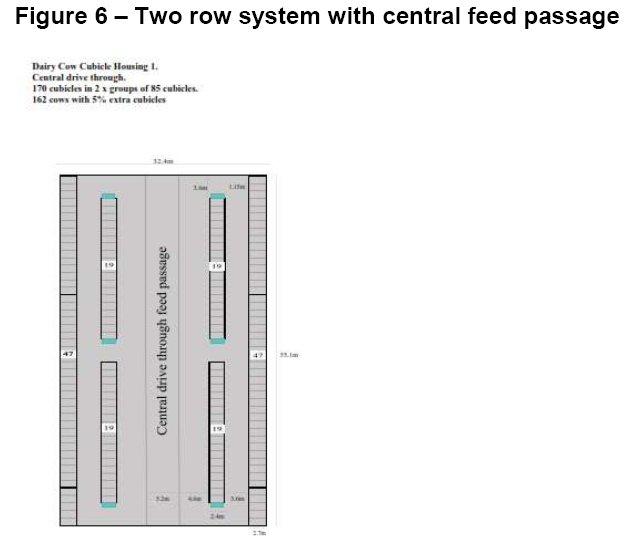 Figure 6 – Two row system with central feed passage
Dairy Cow Cubicle Housing 1.
Central drive through.
170 cubicles in 2 x groups of 85 cubicles.
162 cows with 5% extra cubicles
32.4m
3.6m
19
19
Central drive through feed passage
47
47
19
19
5.2m
2.4m
2.7m